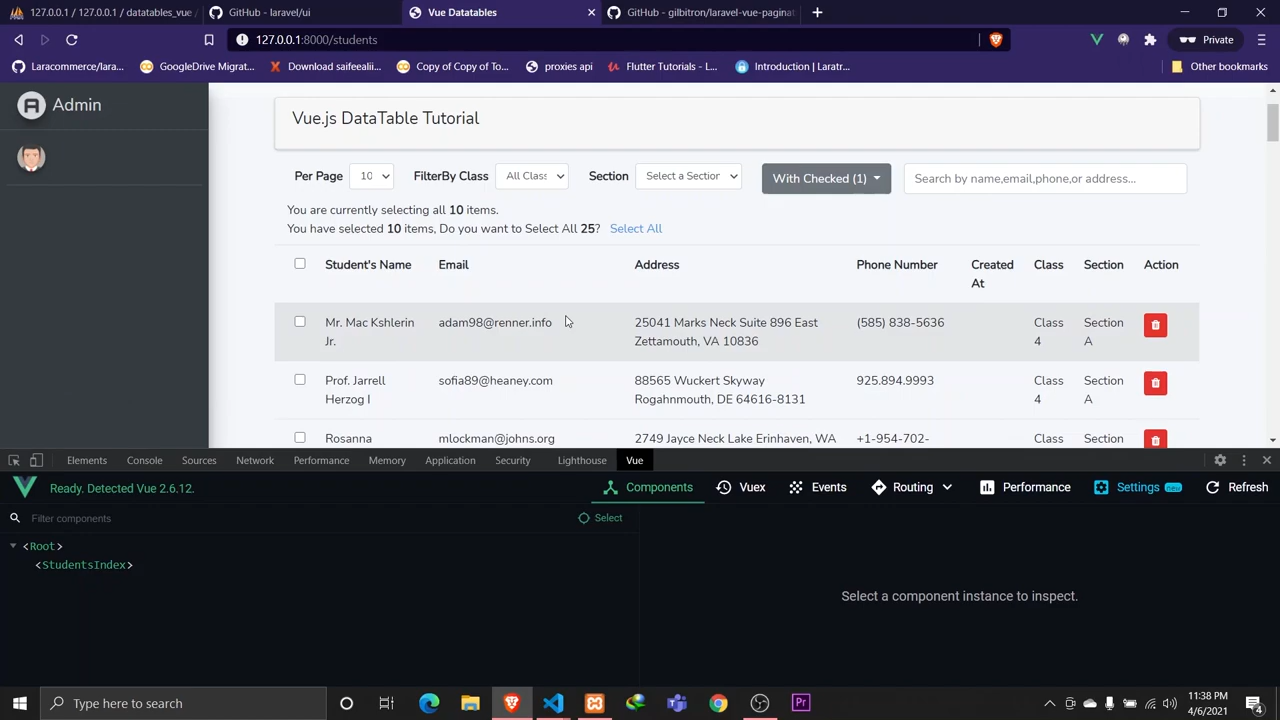 127.0.0.1 / 127.0.0.1 / datatables_vue
GitHub - laravel/ui
Vue Datatables
GitHub - gilbitron/laravel-vue-paginat
127.0.0.1:8000/students
Private
Laracommerce/lara...
GoogleDrive Migrat...
Download saifeealii...
Copy of Copy of To...
proxies api
Flutter Tutorials - L...
Introduction | Laratr...
Other bookmarks
Admin
Vue.js DataTable Tutorial
Per Page 10 FilterBy Class All Class Section Select a Section With Checked (1) Search by name,email,phone,or address...
You are currently selecting all 10 items.
You have selected 10 items, Do you want to Select All 25? Select All
Student's Name Email Address Phone Number Created At Class 4 Section A Action
Mr. Mac Kshlerin Jr. adam98@renner.info 25041 Marks Neck Suite 896 East Zettamouth, VA 10836 (585) 838-5636 Class 4 Section A
Prof. Jarrell Herzog I sofia89@heaney.com 88565 Wuckert Skyway Rogahnmouth, DE 64616-8131 925.894.9993 Class 4 Section A
Rosanna mlockman@johns.org 2749 Jayce Neck Lake Erinhaven, WA +1-954-702- Class Section
Elements Console Sources Network Performance Memory Application Security Lighthouse Vue
Ready. Detected Vue 2.6.12.
Components Vuex Events Routing Performance Settings new Refresh
Filter components
Select
<Root>
<StudentsIndex>
Select a component instance to inspect.
Type here to search
11:38 PM
4/6/2021